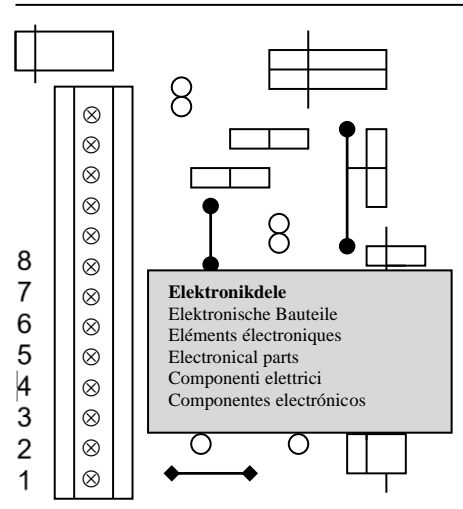 8
7
6
5
4
3
2
1
Elektronikdele
Elektronische Bauteile
Eléments électroniques
Electronical parts
Componenti elettrici
Componentes electrónicos